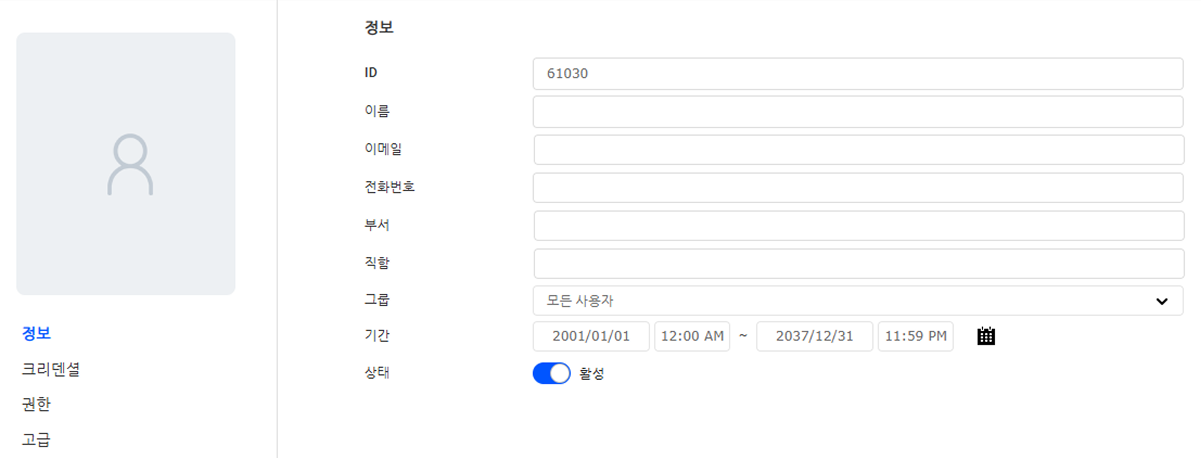 정보
크리덴셜
권한
고급
정보
ID 61030
이름
이메일
전화번호
부서
직함
그룹 모든 사용자
기간 2001/01/01 12:00 AM ~ 2037/12/31 11:59 PM
상태 활성